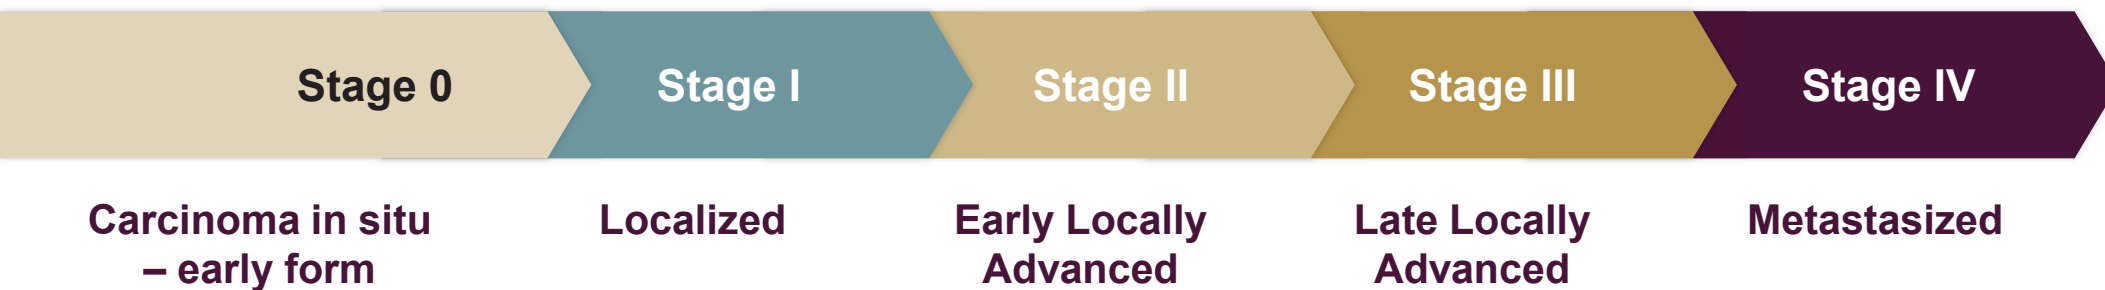 Stage 0
Stage I
Stage II
Stage III
Stage IV
Carcinoma in situ
– early form
Localized
Early Locally
Advanced
Late Locally
Advanced
Metastasized